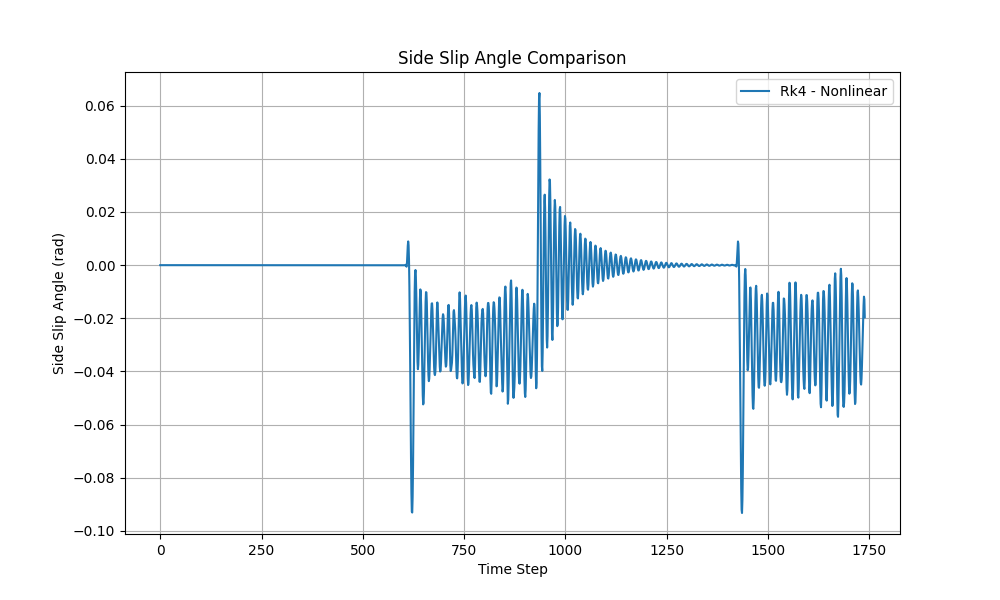 Side Slip Angle Comparison
Rk4 - Nonlinear
0.06
0.04
0.02
0.00
−0.02
−0.04
−0.06
−0.08
−0.10
Side Slip Angle (rad)
0 250 500 750 1000 1250 1500 1750
Time Step